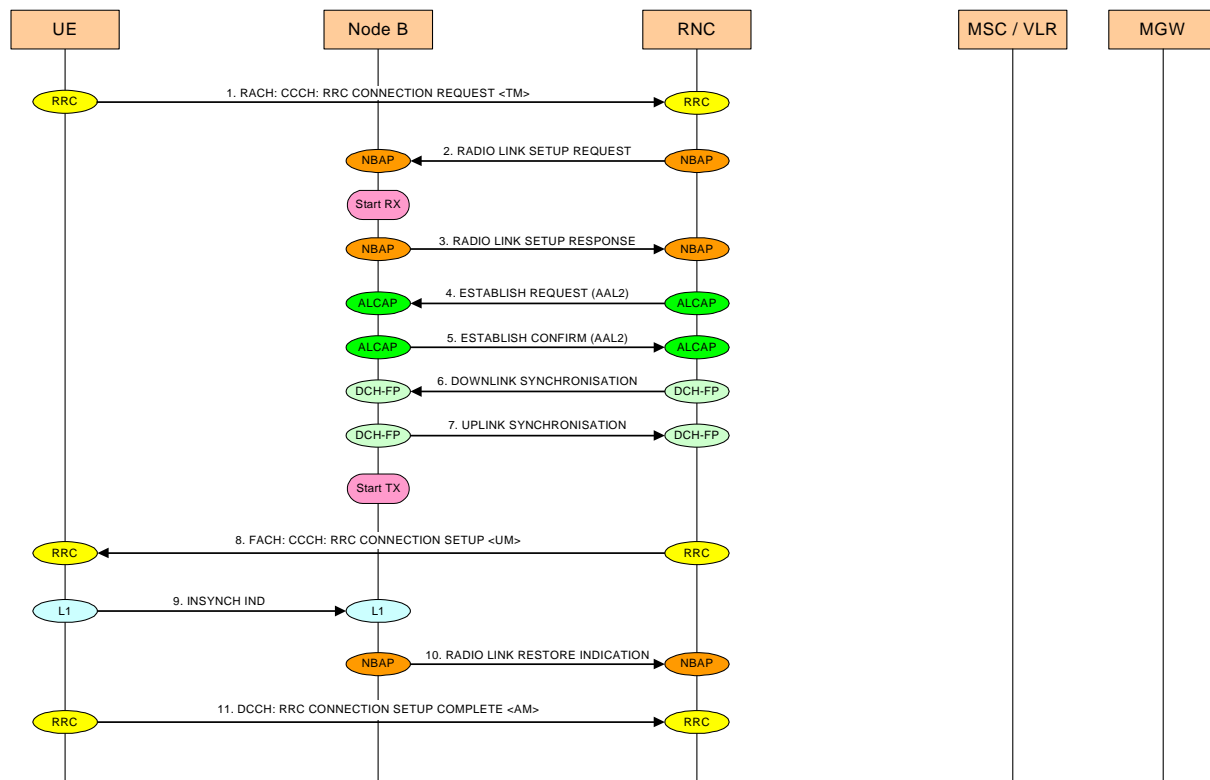 UE
Node B
RNC
MSC / VLR
MGW
1. RACH: CCCH: RRC CONNECTION REQUEST <TM>
RRC
RRC
2. RADIO LINK SETUP REQUEST
NBAP
NBAP
Start RX
3. RADIO LINK SETUP RESPONSE
NBAP
NBAP
4. ESTABLISH REQUEST (AAL2)
ALCAP
ALCAP
5. ESTABLISH CONFIRM (AAL2)
ALCAP
ALCAP
6. DOWNLINK SYNCHRONISATION
DCH-FP
DCH-FP
7. UPLINK SYNCHRONISATION
DCH-FP
DCH-FP
Start TX
8. FACH: CCCH: RRC CONNECTION SETUP <UM>
RRC
RRC
9. INSYNCH IND
L1
L1
10. RADIO LINK RESTORE INDICATION
NBAP
NBAP
11. DCCH: RRC CONNECTION SETUP COMPLETE <AM>
RRC
RRC